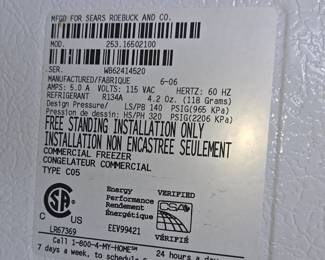 MFGD FOR SEARS ROEBUCK AND CO.
MOD. 253.16502100
SER. WB62414520
MANUFACTURED/FABRIQUE 6-06
AMPS: 5.0 A VOLTS: 115 VAC HERTZ: 60 HZ
REFRIGERANT R134A 4.2 Oz. (118 Grams)
Design Pressure: LS/PB 140 PSIG(965 KPa)
Pression de dessin: HS/PH 320 PSIG(2206 KPa)
FREE STANDING INSTALLATION ONLY
INSTALLATION NON ENCASTREE SEULEMENT
COMMERCIAL FREEZER
CONGELATEUR COMMERCIAL
TYPE C05
Energy
Performance
Rendement
Énergétique
VERIFIED
CSA
VÉRIFIÉ
C US
LR67369
EEV99421
Call 1-800-4-MY-HOME
24 hours a
7 days a week, to schedule